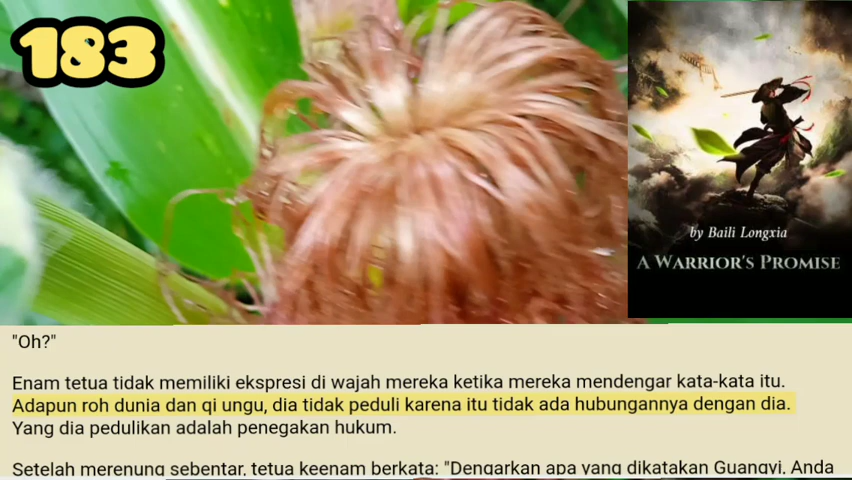 183
by Baili Longxia
A WARRIOR'S PROMISE
"Oh?"
Enam tetua tidak memiliki ekspresi di wajah mereka ketika mereka mendengar kata-kata itu.
Adapun roh dunia dan qi ungu, dia tidak peduli karena itu tidak ada hubungannya dengan dia.
Yang dia pedulikan adalah penegakan hukum.
Setelah merenung sebentar, tetua keenam berkata: "Dengarkan apa yang dikatakan Guangyi. Anda